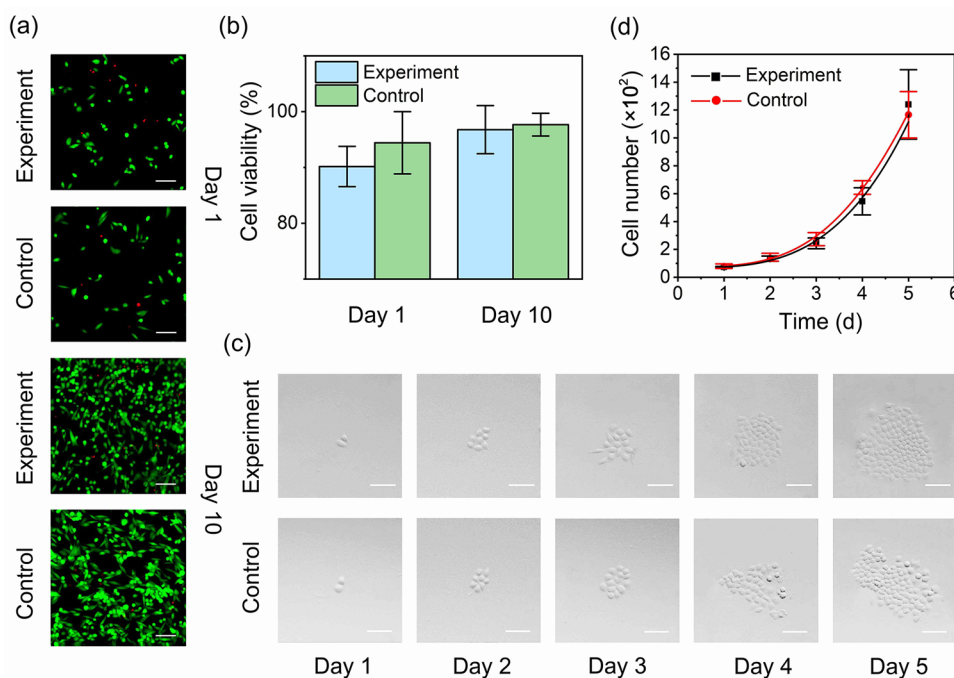 (a)
Experiment
Control
Day 1
Experiment
Control
Day 10
(b)
Cell viability (%)
100
80
Experiment
Control
Day 1 Day 10
(d)
Cell number (×10²)
16
14
12
10
8
6
4
2
0
Experiment
Control
0 1 2 3 4 5 6
Time (d)
(c)
Experiment
Control
Day 1 Day 2 Day 3 Day 4 Day 5